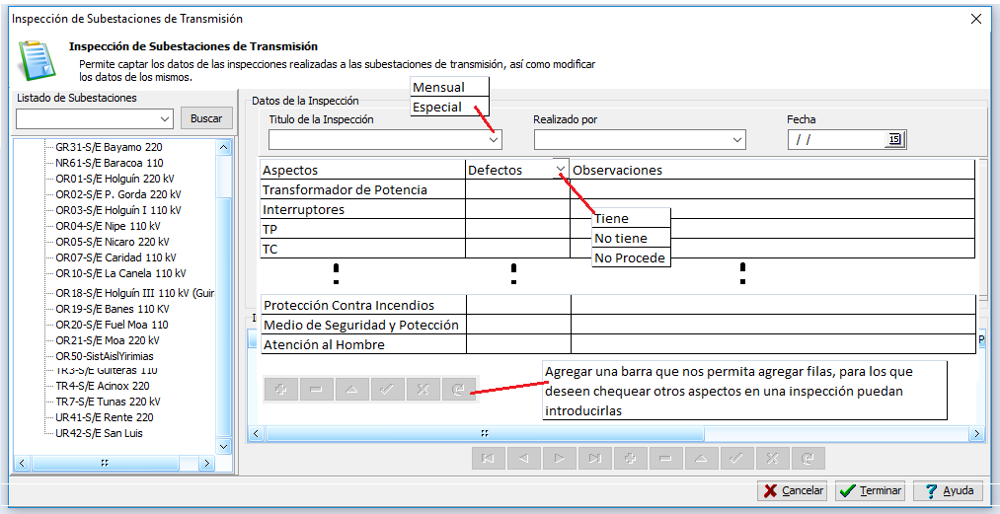 Inspección de Subestaciones de Transmisión
Inspección de Subestaciones de Transmisión
Permite captar los datos de las inspecciones realizadas a las subestaciones de transmisión, así como modificar
los datos de los mismos.
Listado de Subestaciones
Buscar
GR31-S/E Bayamo 220
NR61-S/E Baracoa 110
OR01-S/E Holguín 220 kV
OR02-S/E P. Gorda 220 kV
OR03-S/E Holguín I 110 kV
OR04-S/E Nipe 110 kV
OR05-S/E Nicaro 220 kV
OR07-S/E Caridad 110 kV
OR10-S/E La Canela 110 kV
OR18-S/E Holguín III 110 kV (Guir
OR19-S/E Banes 110 KV
OR20-S/E Fuel Moa 110
OR21-S/E Moa 220 kV
OR50-SistAislYirimias
TR3-S/E Guiteras 110
TR4-S/E Acinox 220
TR7-S/E Tunas 220 kV
UR41-S/E Rente 220
UR42-S/E San Luis
Datos de la Inspección
Mensual
Especial
Titulo de la Inspección
Realizado por
Fecha
/ /
15
Aspectos Defectos Observaciones
Transformador de Potencia
Interruptores
TP
TC
Tiene
No tiene
No Procede
Protección Contra Incendios
Medio de Seguridad y Potección
Atención al Hombre
Agregar una barra que nos permita agregar filas, para los que
deseen chequear otros aspectos en una inspección puedan
introducirlas
Cancelar
Terminar
Ayuda